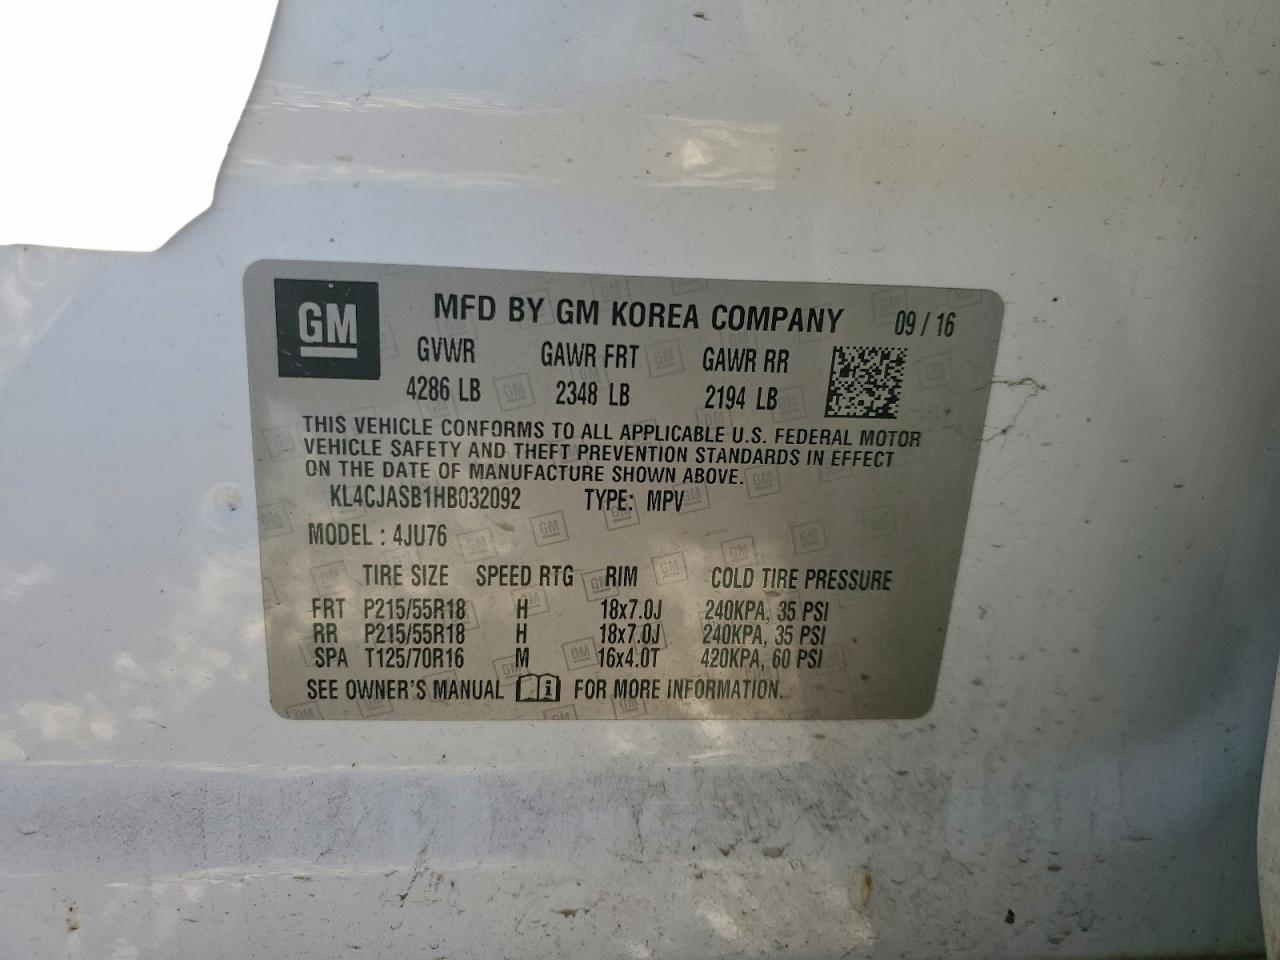 GM MFD BY GM KOREA COMPANY 09 / 16
GVWR GAWR FRT GAWR RR
4286 LB 2348 LB 2194 LB
THIS VEHICLE CONFORMS TO ALL APPLICABLE U.S. FEDERAL MOTOR
VEHICLE SAFETY AND THEFT PREVENTION STANDARDS IN EFFECT
ON THE DATE OF MANUFACTURE SHOWN ABOVE.
KL4CJASB1HB032092 TYPE: MPV
MODEL : 4JU76
TIRE SIZE SPEED RTG RIM COLD TIRE PRESSURE
FRT P215/55R18 H 18x7.0J 240KPA, 35 PSI
RR P215/55R18 H 18x7.0J 240KPA, 35 PSI
SPA T125/70R16 M 16x4.0T 420KPA, 60 PSI
SEE OWNER'S MANUAL i FOR MORE INFORMATION.